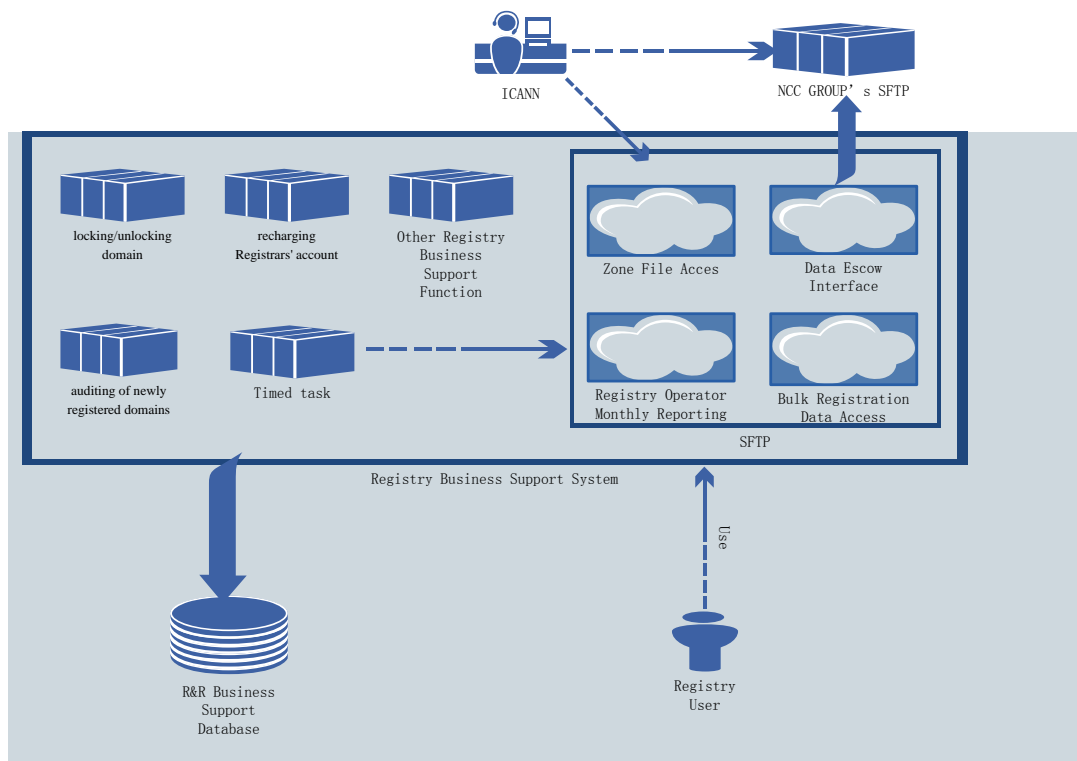 ICANN
NCC GROUP’ s SFTP
locking/unlocking
domain
recharging
Registrars' account
Other Registry
Business
Support
Function
Zone File Acces
Data Escow
Interface
auditing of newly
registered domains
Timed task
Registry Operator
Monthly Reporting
Bulk Registration
Data Access
SFTP
Registry Business Support System
Use
R&R Business
Support
Database
Registry
User